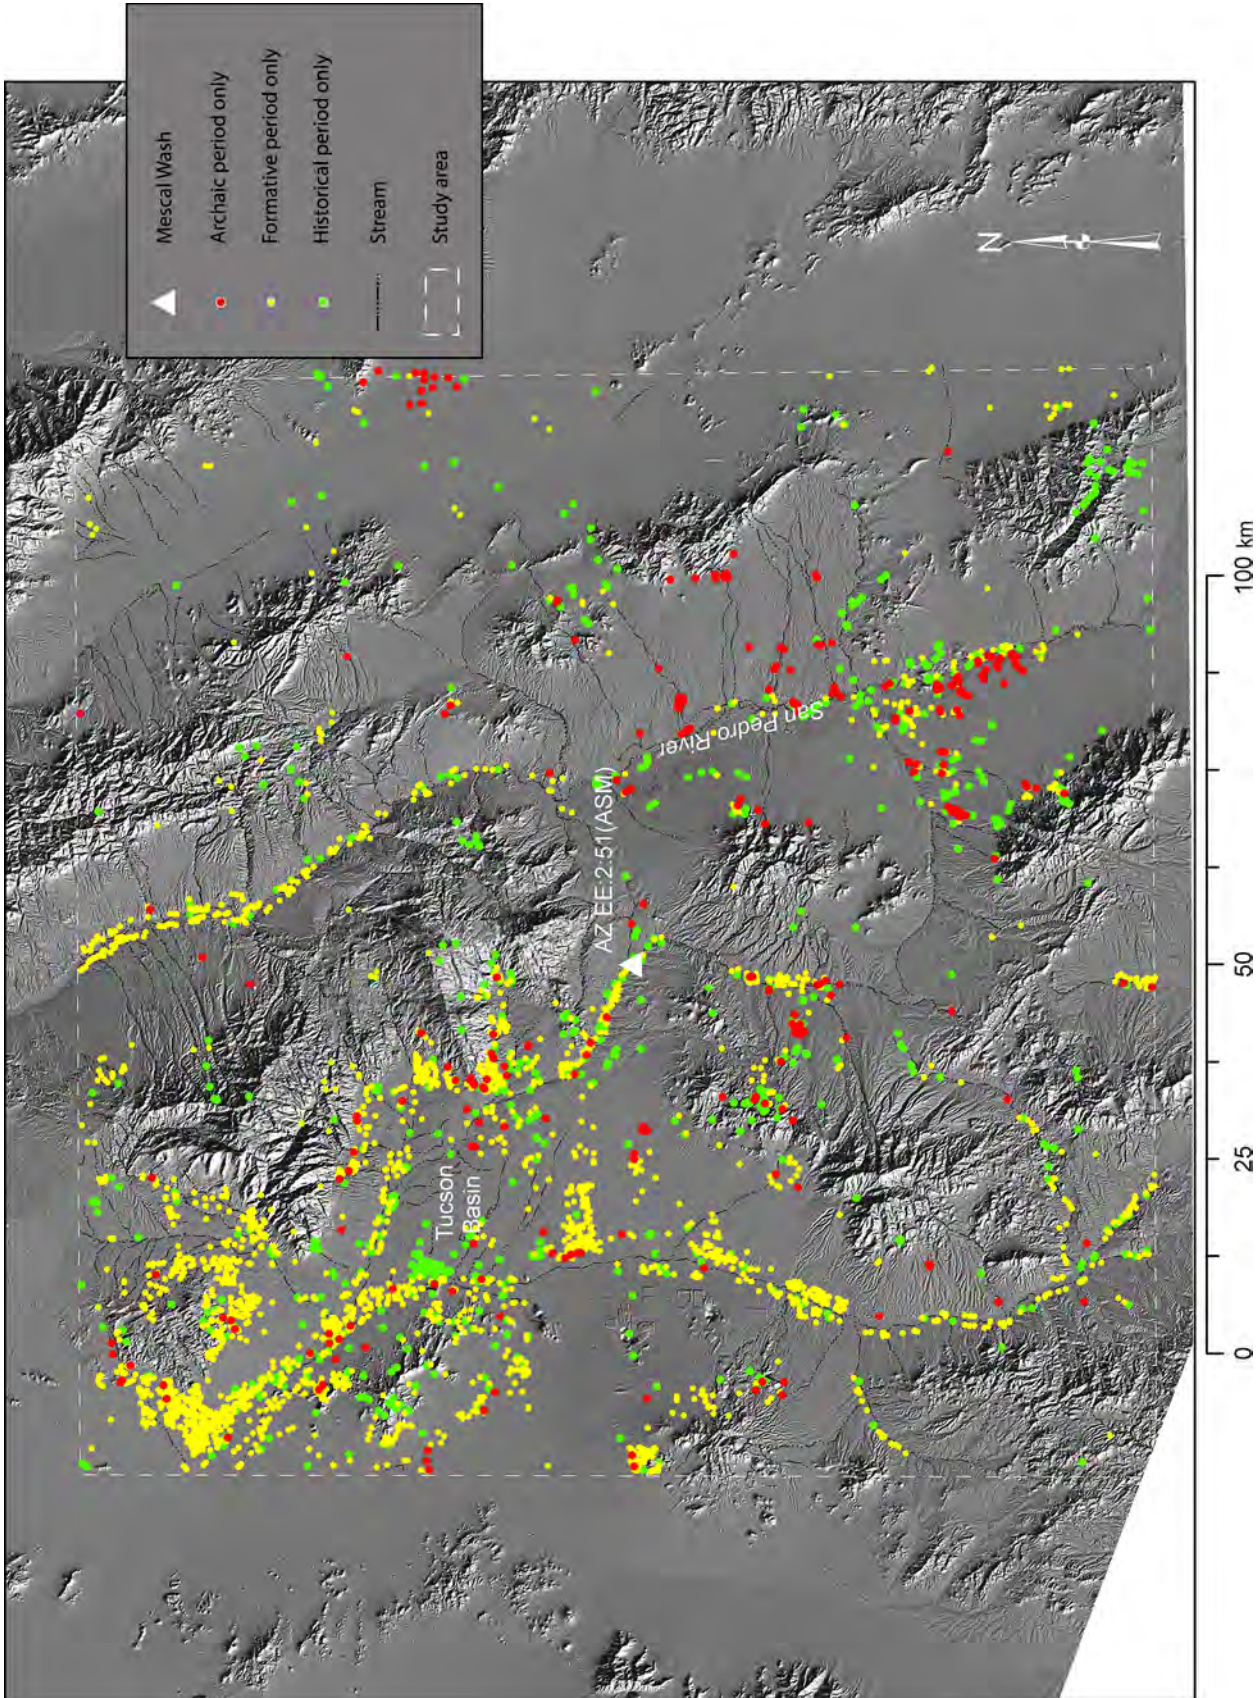 Mescal Wash
Archaic period only
Formative period only
Historical period only
Stream
Study area
N
Tucson
Basin
AZ EE:2:51(ASM)
San Pedro River
0
25
50
100 km